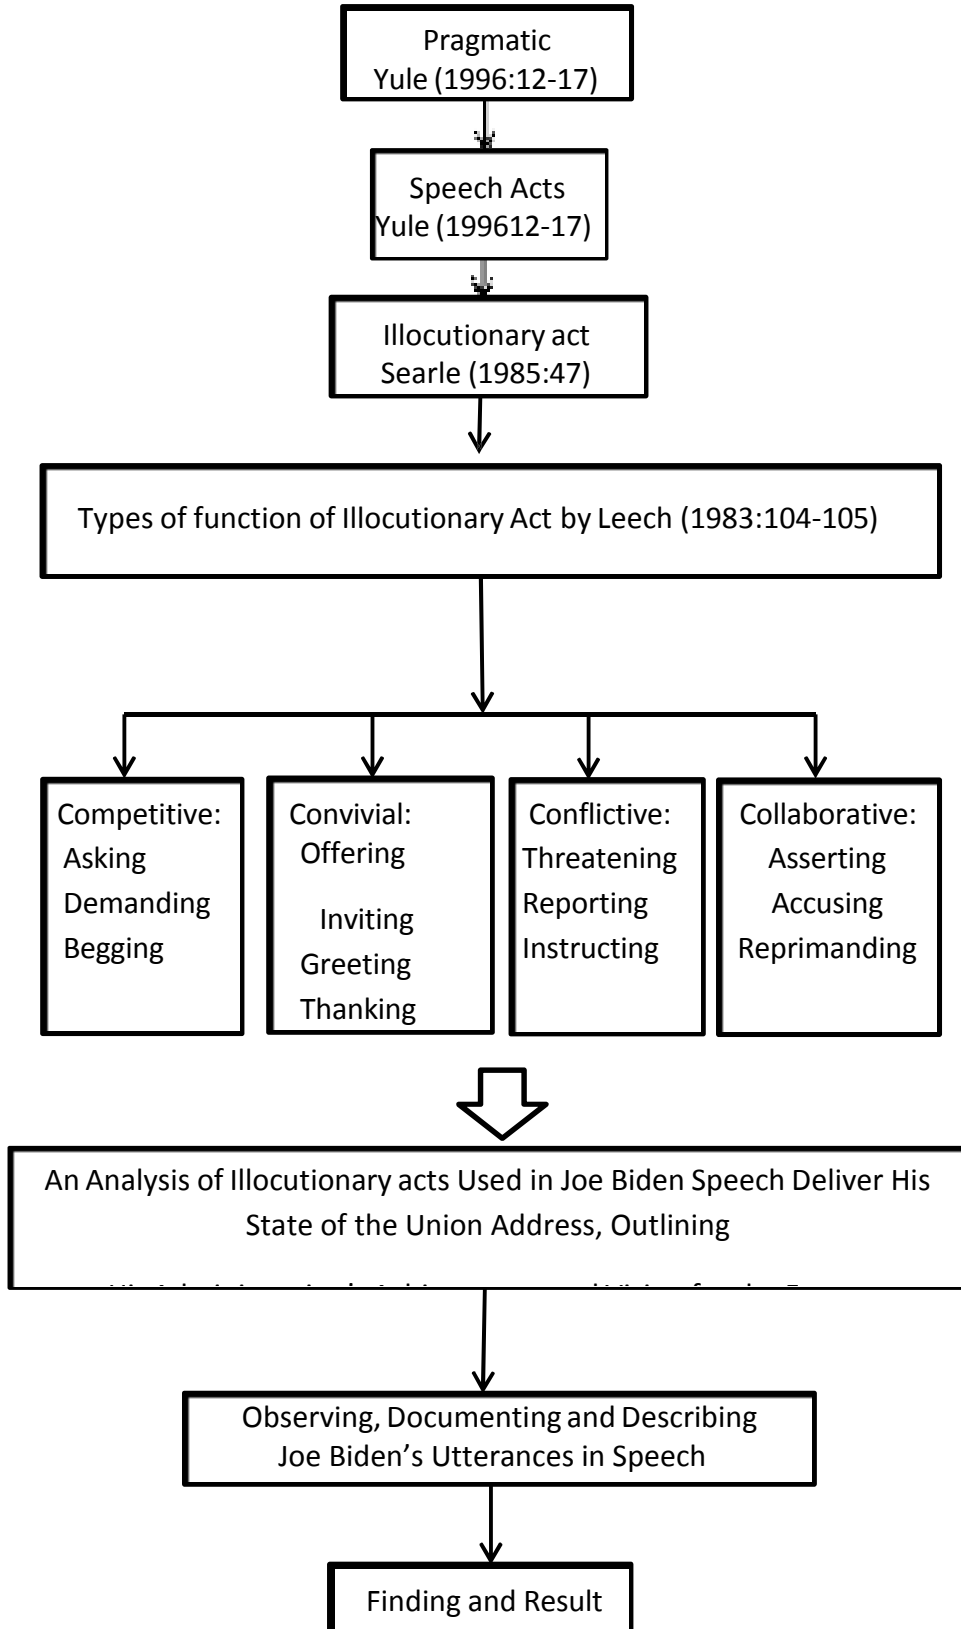 Pragmatic
Yule (1996:12-17)
Speech Acts
Yule (199612-17)
Illocutionary act
Searle (1985:47)
Types of function of Illocutionary Act by Leech (1983:104-105)
Competitive:
Asking
Demanding
Begging
Convivial:
Offering
Inviting
Greeting
Thanking
Conflictive:
Threatening
Reporting
Instructing
Collaborative:
Asserting
Accusing
Reprimanding
An Analysis of Illocutionary acts Used in Joe Biden Speech Deliver His
State of the Union Address, Outlining
Observing, Documenting and Describing
Joe Biden’s Utterances in Speech
Finding and Result